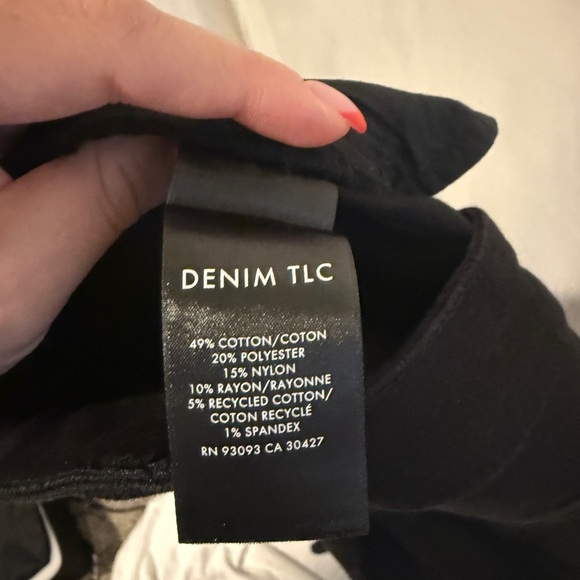 DENIM TLC
49% COTTON/COTON
20% POLYESTER
15% NYLON
10% RAYON/RAYONNE
5% RECYCLED COTTON/
COTON RECYCLÉ
1% SPANDEX
RN 93093 CA 30427